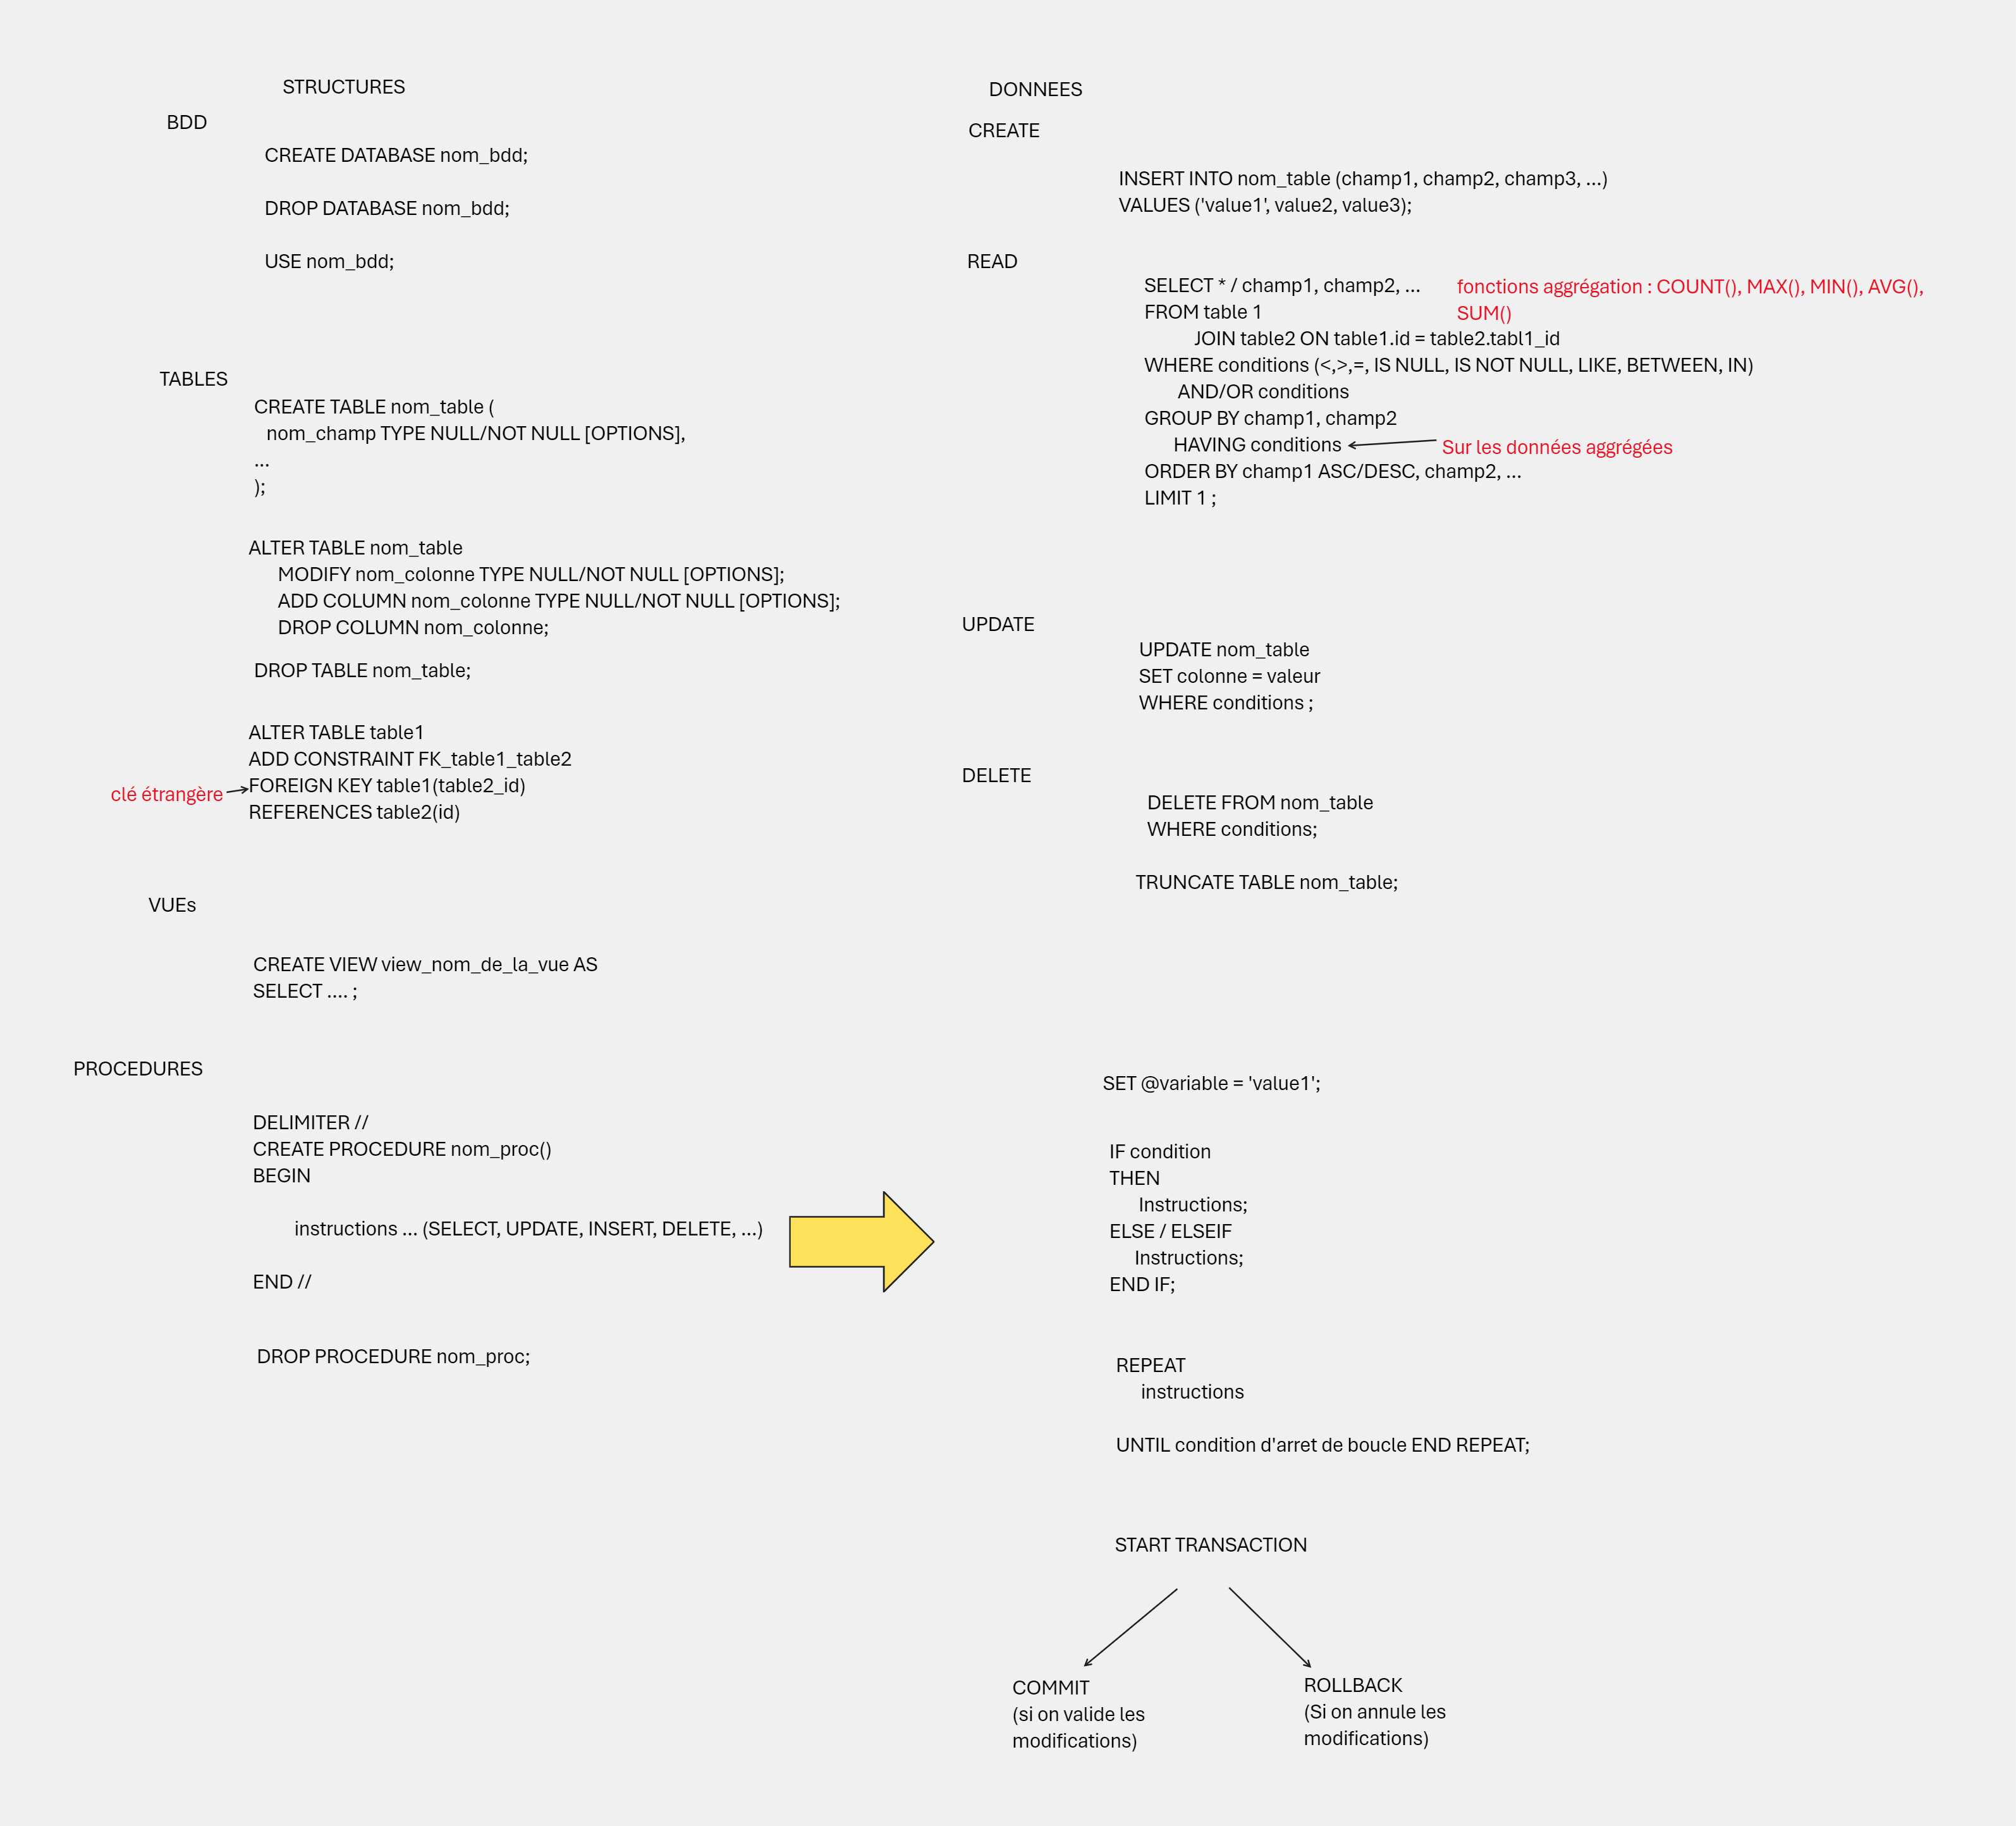 STRUCTURES
BDD
CREATE DATABASE nom_bdd;
DROP DATABASE nom_bdd;
USE nom_bdd;
TABLES
CREATE TABLE nom_table (
nom_champ TYPE NULL/NOT NULL [OPTIONS],
...
);
ALTER TABLE nom_table
MODIFY nom_colonne TYPE NULL/NOT NULL [OPTIONS];
ADD COLUMN nom_colonne TYPE NULL/NOT NULL [OPTIONS];
DROP COLUMN nom_colonne;
DROP TABLE nom_table;
ALTER TABLE table1
ADD CONSTRAINT FK_table1_table2
clé étrangère
FOREIGN KEY table1(table2_id)
REFERENCES table2(id)
VUEs
CREATE VIEW view_nom_de_la_vue AS
SELECT .... ;
PROCEDURES
DELIMITER //
CREATE PROCEDURE nom_proc()
BEGIN
instructions ... (SELECT, UPDATE, INSERT, DELETE, ...)
END //
DROP PROCEDURE nom_proc;
DONNEES
CREATE
INSERT INTO nom_table (champ1, champ2, champ3, ...)
VALUES ('value1', value2, value3);
READ
SELECT * / champ1, champ2, ...
fonctions aggrégation : COUNT(), MAX(), MIN(), AVG(),
SUM()
FROM table 1
JOIN table2 ON table1.id = table2.tabl1_id
WHERE conditions (<,>,=, IS NULL, IS NOT NULL, LIKE, BETWEEN, IN)
AND/OR conditions
GROUP BY champ1, champ2
HAVING conditions
Sur les données aggrégées
ORDER BY champ1 ASC/DESC, champ2, ...
LIMIT 1 ;
UPDATE
UPDATE nom_table
SET colonne = valeur
WHERE conditions ;
DELETE
DELETE FROM nom_table
WHERE conditions;
TRUNCATE TABLE nom_table;
SET @variable = 'value1';
IF condition
THEN
Instructions;
ELSE / ELSEIF
Instructions;
END IF;
REPEAT
instructions
UNTIL condition d'arret de boucle END REPEAT;
START TRANSACTION
COMMIT
(si on valide les
modifications)
ROLLBACK
(Si on annule les
modifications)